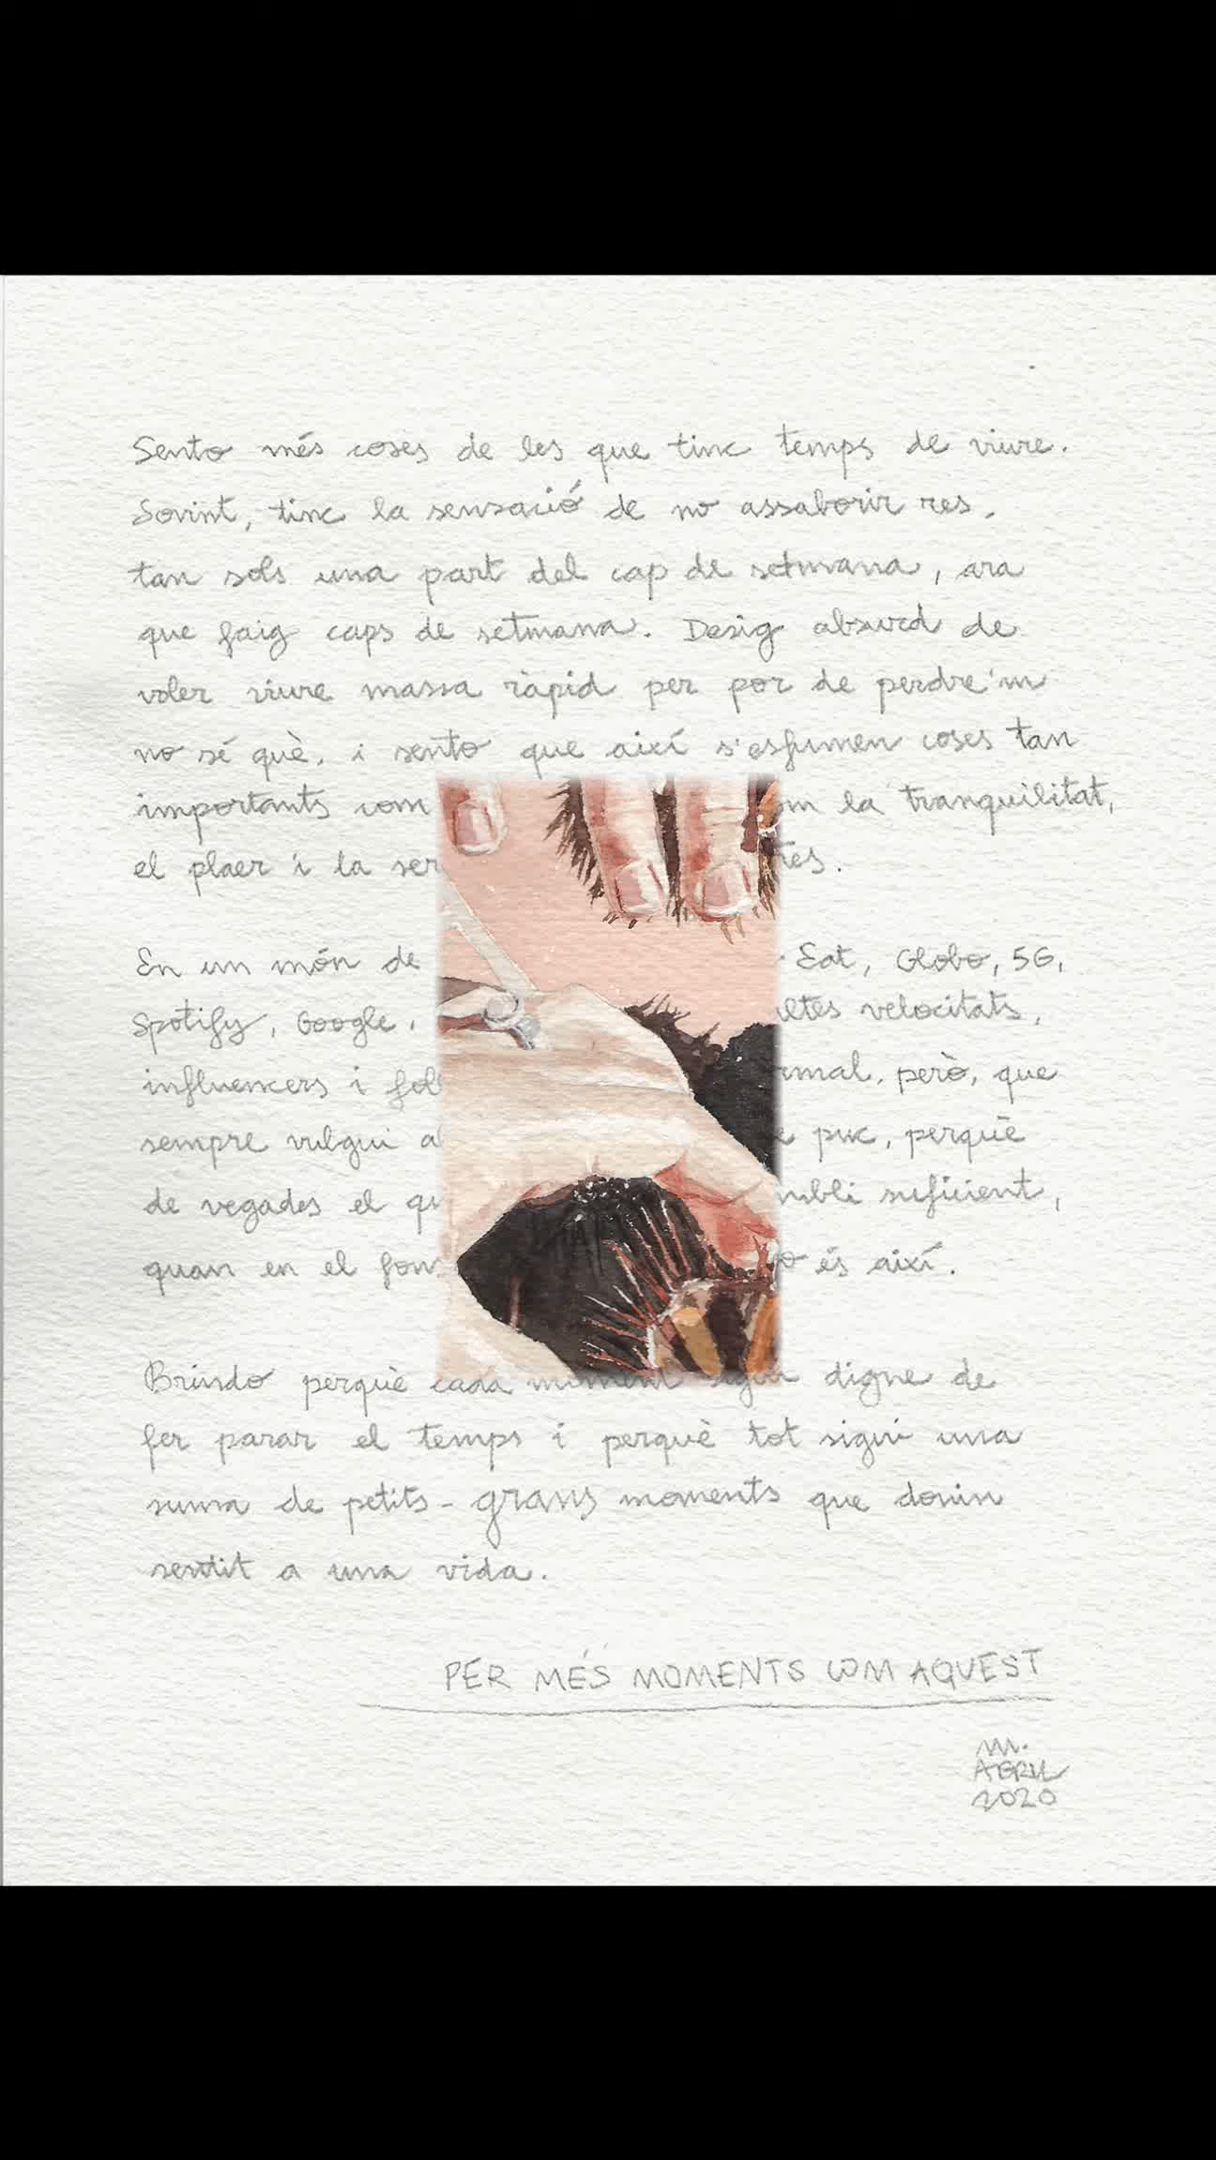 Sento més coses de les que tinc temps de viure.
Sovint, tinc la sensació de no assaborir res,
tan sols una part del cap de setmana, ara
que faig caps de setmana. Desig absurd de
voler viure massa ràpid per por de perdre'm
no sé què, i sento que així s'esfumen coses tan
importants com la tranquilitat,
el plaer i la
En un món de Eat, Globo, 5G,
Spotify, Google, velocitats,
influencers i però, que
sempre vulgui puc, perquè
de vegades el suficient,
quan en el és així.
Brindo perquè cada moment sigui digne de
fer parar el temps i perquè tot sigui una
suma de petits-grans moments que donin
sentit a una vida.
PER MÉS MOMENTS COM AQUEST
M.
ABRIL
2020